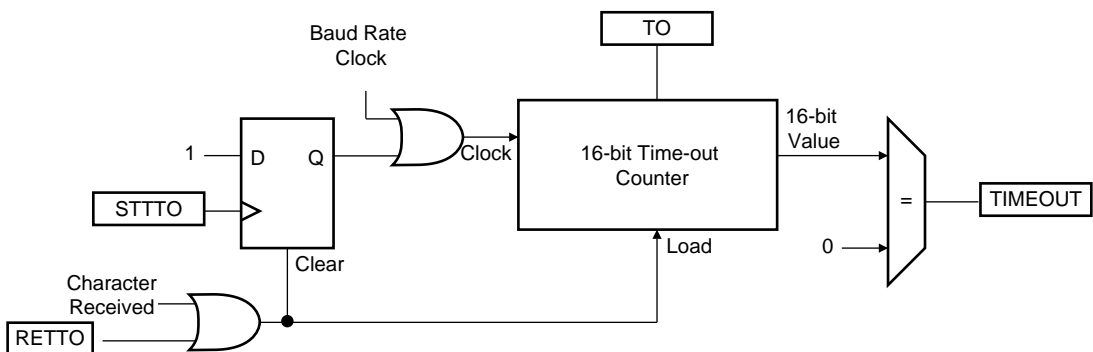 TO
Baud Rate
Clock
16-bit
Value
1
D
Q
Clock
16-bit Time-out
Counter
STTTO
=
TIMEOUT
0
Load
Clear
Character
Received
RETTO